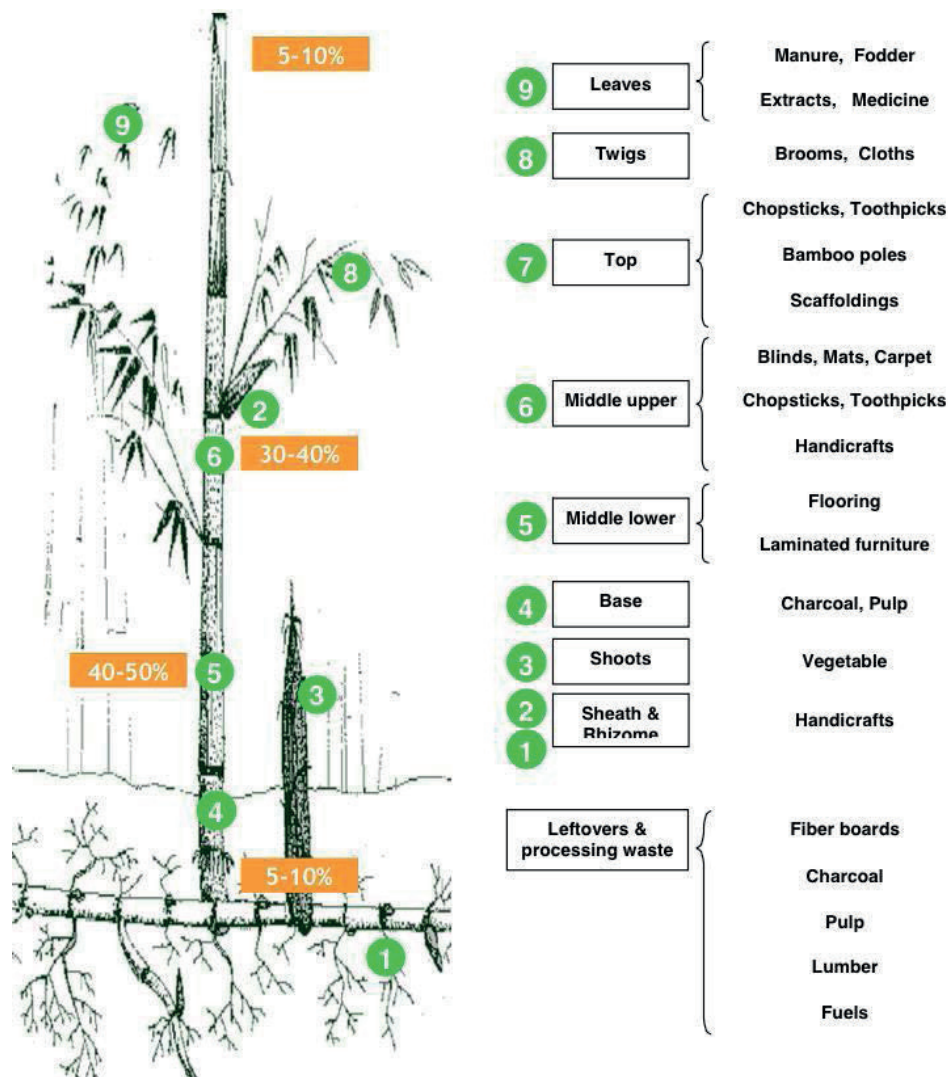 5-10%
9
8
2
6
30-40%
40-50%
5
3
4
5-10%
1
9
Leaves
Manure, Fodder
Extracts, Medicine
8
Twigs
Brooms, Cloths
7
Top
Chopsticks, Toothpicks
Bamboo poles
Scaffoldings
6
Middle upper
Blinds, Mats, Carpet
Chopsticks, Toothpicks
Handicrafts
5
Middle lower
Flooring
Laminated furniture
4
Base
Charcoal, Pulp
3
Shoots
Vegetable
2
1
Sheath &
Rhizome
Handicrafts
Leftovers &
processing waste
Fiber boards
Charcoal
Pulp
Lumber
Fuels